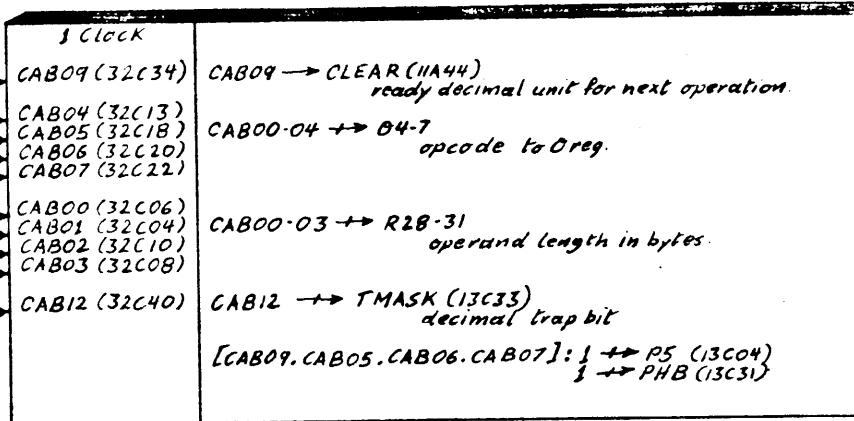 1 Clock
CAB09 (32C34) CAB09 → CLEAR (11A44)
ready decimal unit for next operation.
CAB04 (32C13)
CAB05 (32C18) CAB00-04 ⇸ O4-7
CAB06 (32C20) opcode to O reg.
CAB07 (32C22)
CAB00 (32C06)
CAB01 (32C04) CAB00-03 ⇸ R28-31
CAB02 (32C10) operand length in bytes.
CAB03 (32C08)
CAB12 (32C40) CAB12 ⇸ TMASK (13C33)
decimal trap bit
[CAB09.CAB05.CAB06.CAB07]: 1 ⇸ P5 (13C04)
1 ⇸ PHB (13C31)